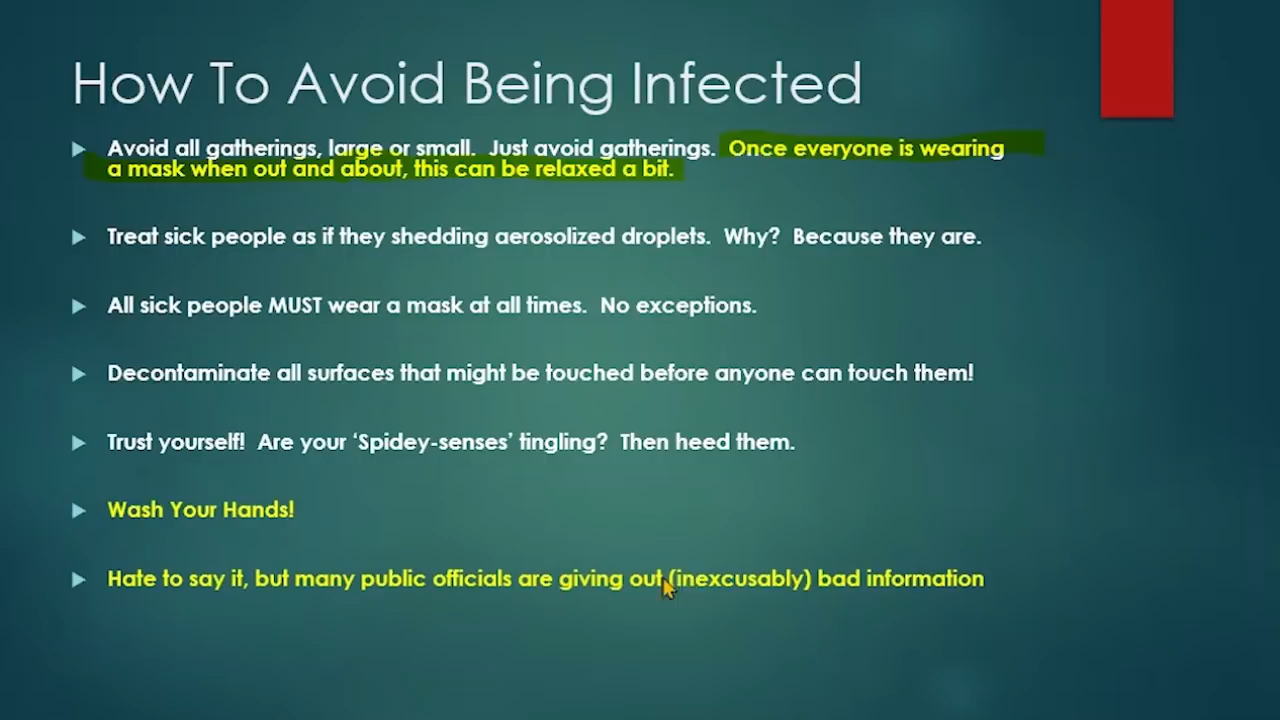 How To Avoid Being Infected
Avoid all gatherings, large or small.  Just avoid gatherings.  Once everyone is wearing
a mask when out and about, this can be relaxed a bit.
Treat sick people as if they shedding aerosolized droplets.  Why?  Because they are.
All sick people MUST wear a mask at all times.  No exceptions.
Decontaminate all surfaces that might be touched before anyone can touch them!
Trust yourself!  Are your ‘Spidey-senses’ tingling?  Then heed them.
Wash Your Hands!
Hate to say it, but many public officials are giving out (inexcusably) bad information